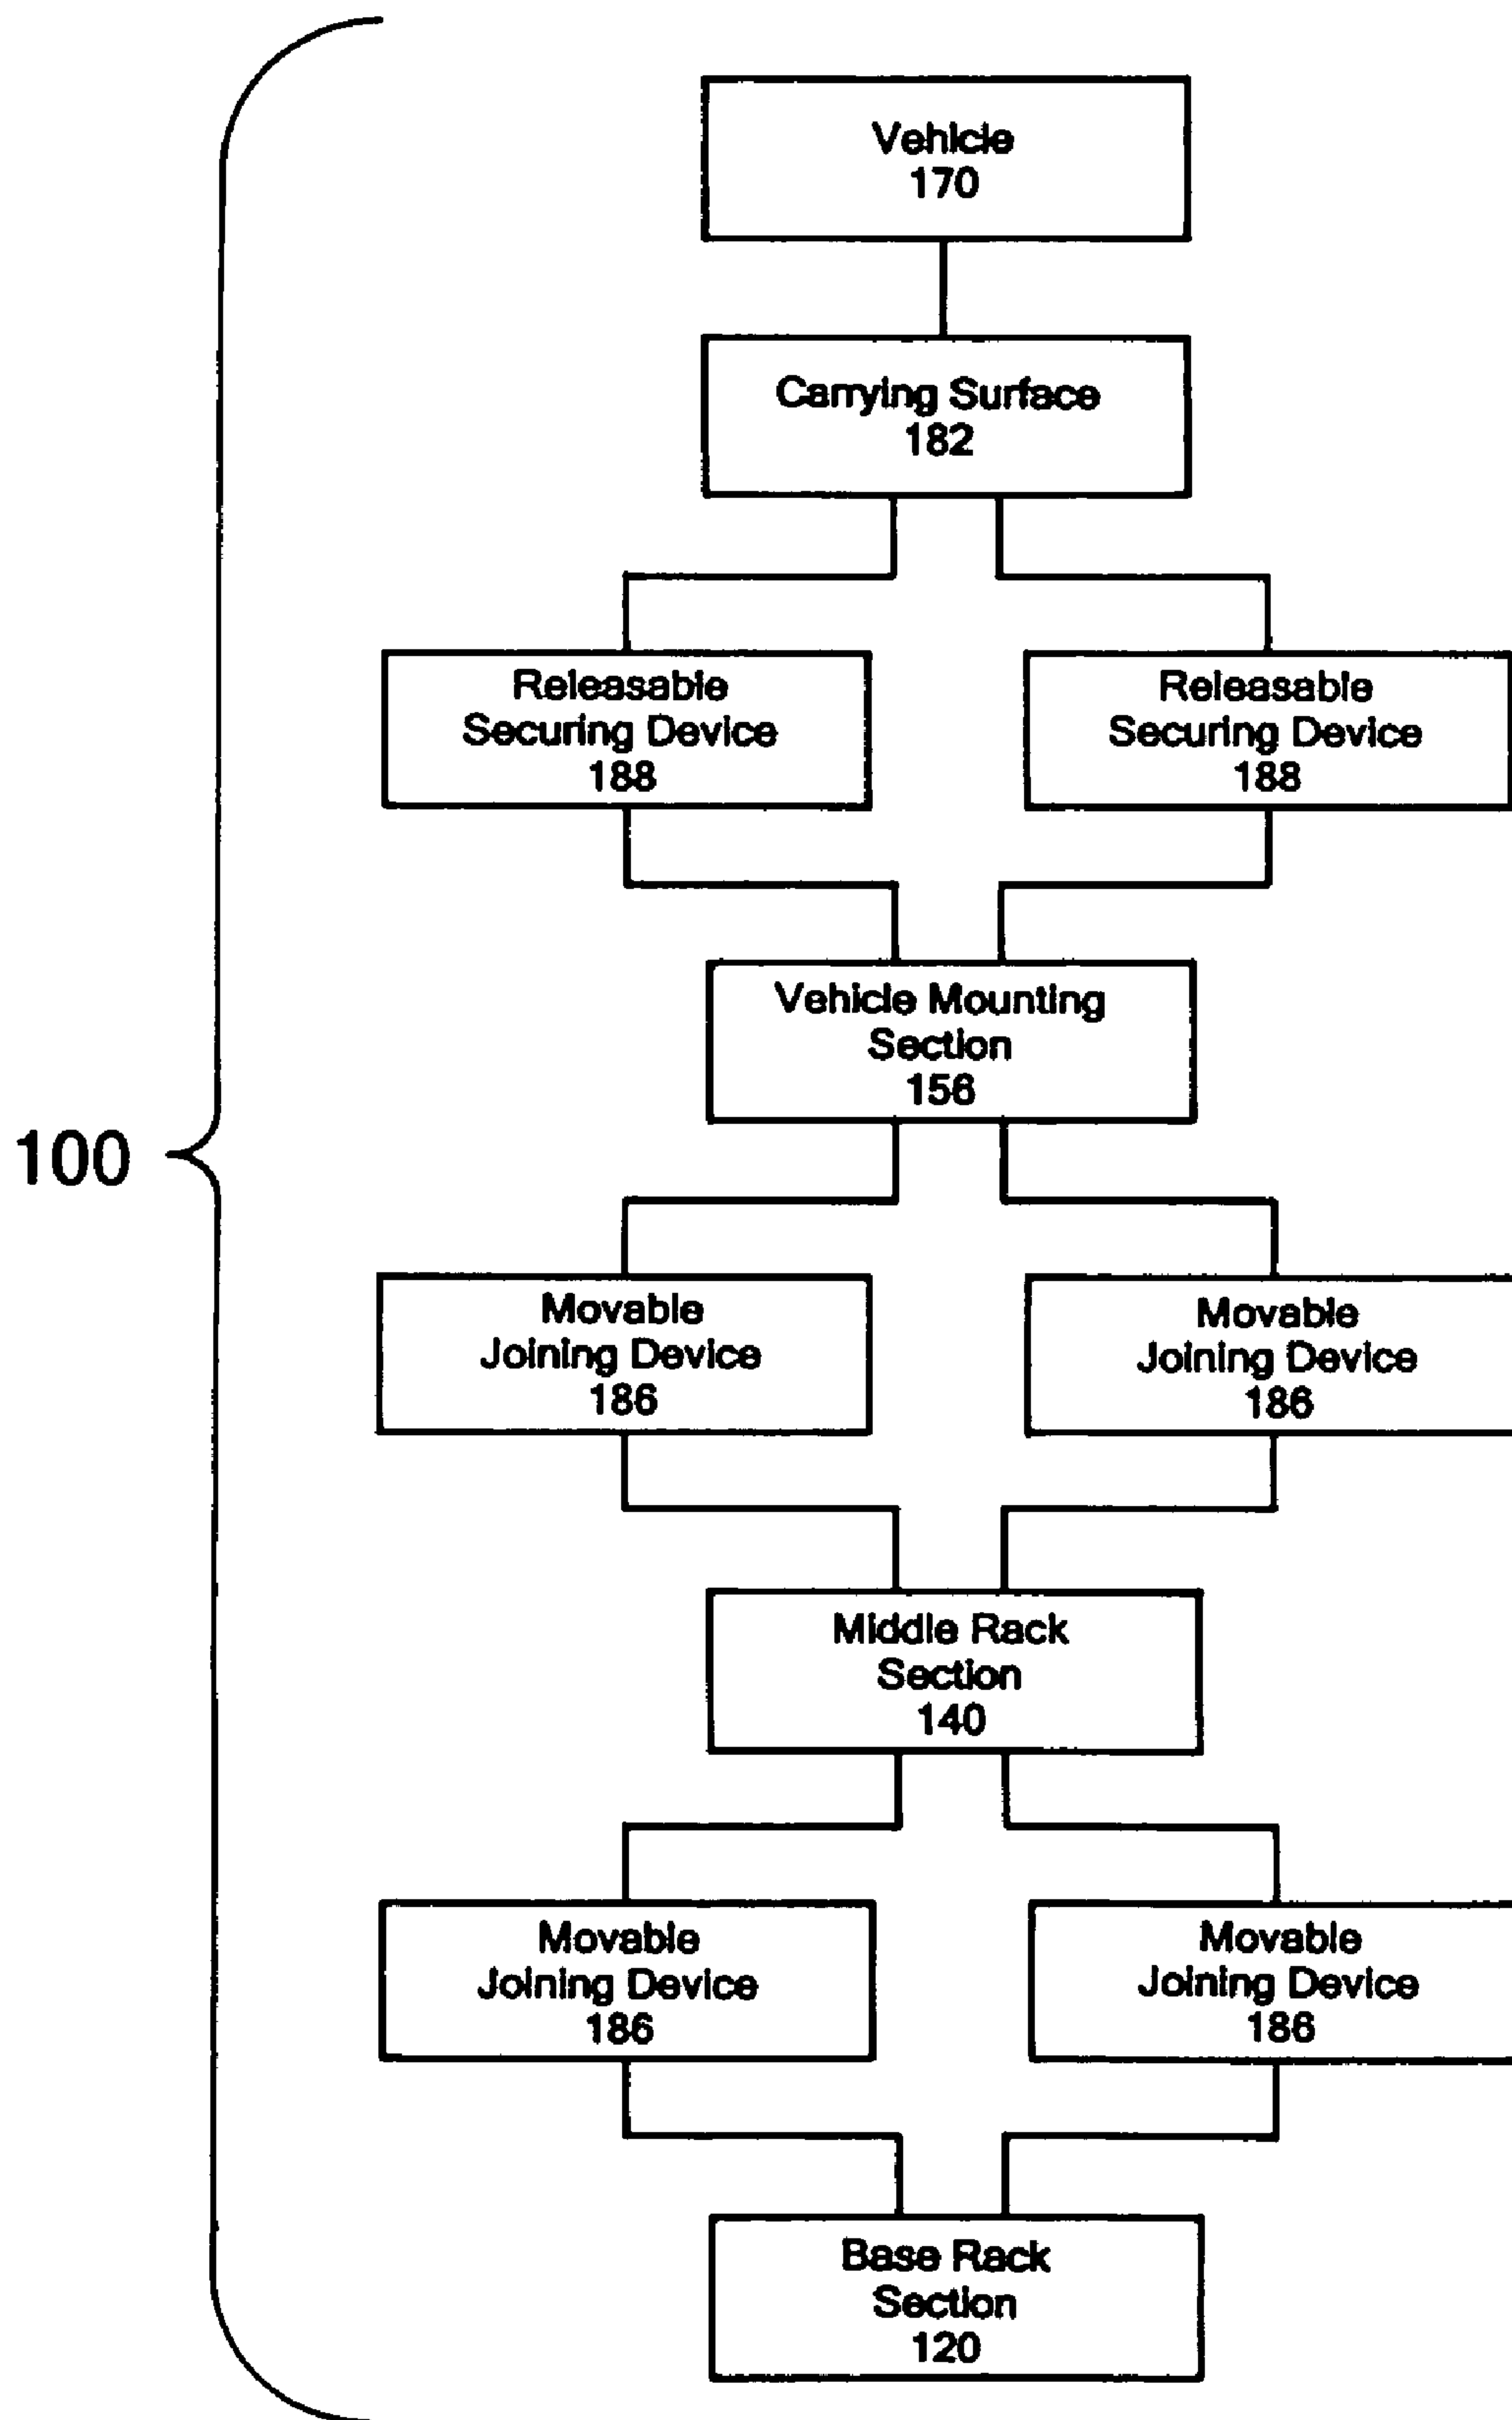 Vehicle
170
Carrying Surface
182
Releasable
Securing Device
188
Releasable
Securing Device
188
Vehicle Mounting
Section
156
100
Movable
Joining Device
186
Movable
Joining Device
186
Middle Rack
Section
140
Movable
Joining Device
186
Movable
Joining Device
186
Base Rack
Section
120